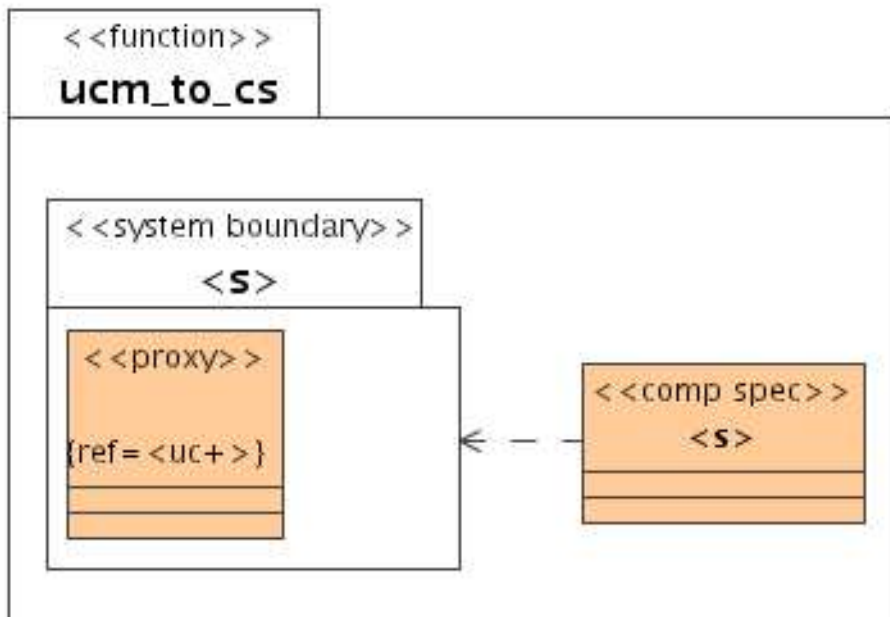 <<function>>
ucm_to_cs
<<system boundary>>
<s>
<<proxy>>
{ref=<uc+>}
<<comp spec>>
<s>